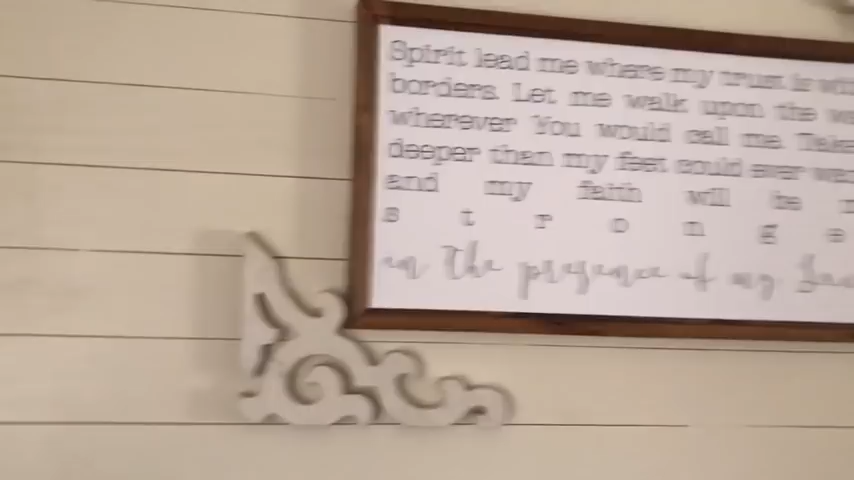 Spirit lead me where my trust is
borders. Let me walk upon the
wherever You would call me. Take
deeper than my feet could ever
and my faith will be
s t r o n g e
in the presence of my